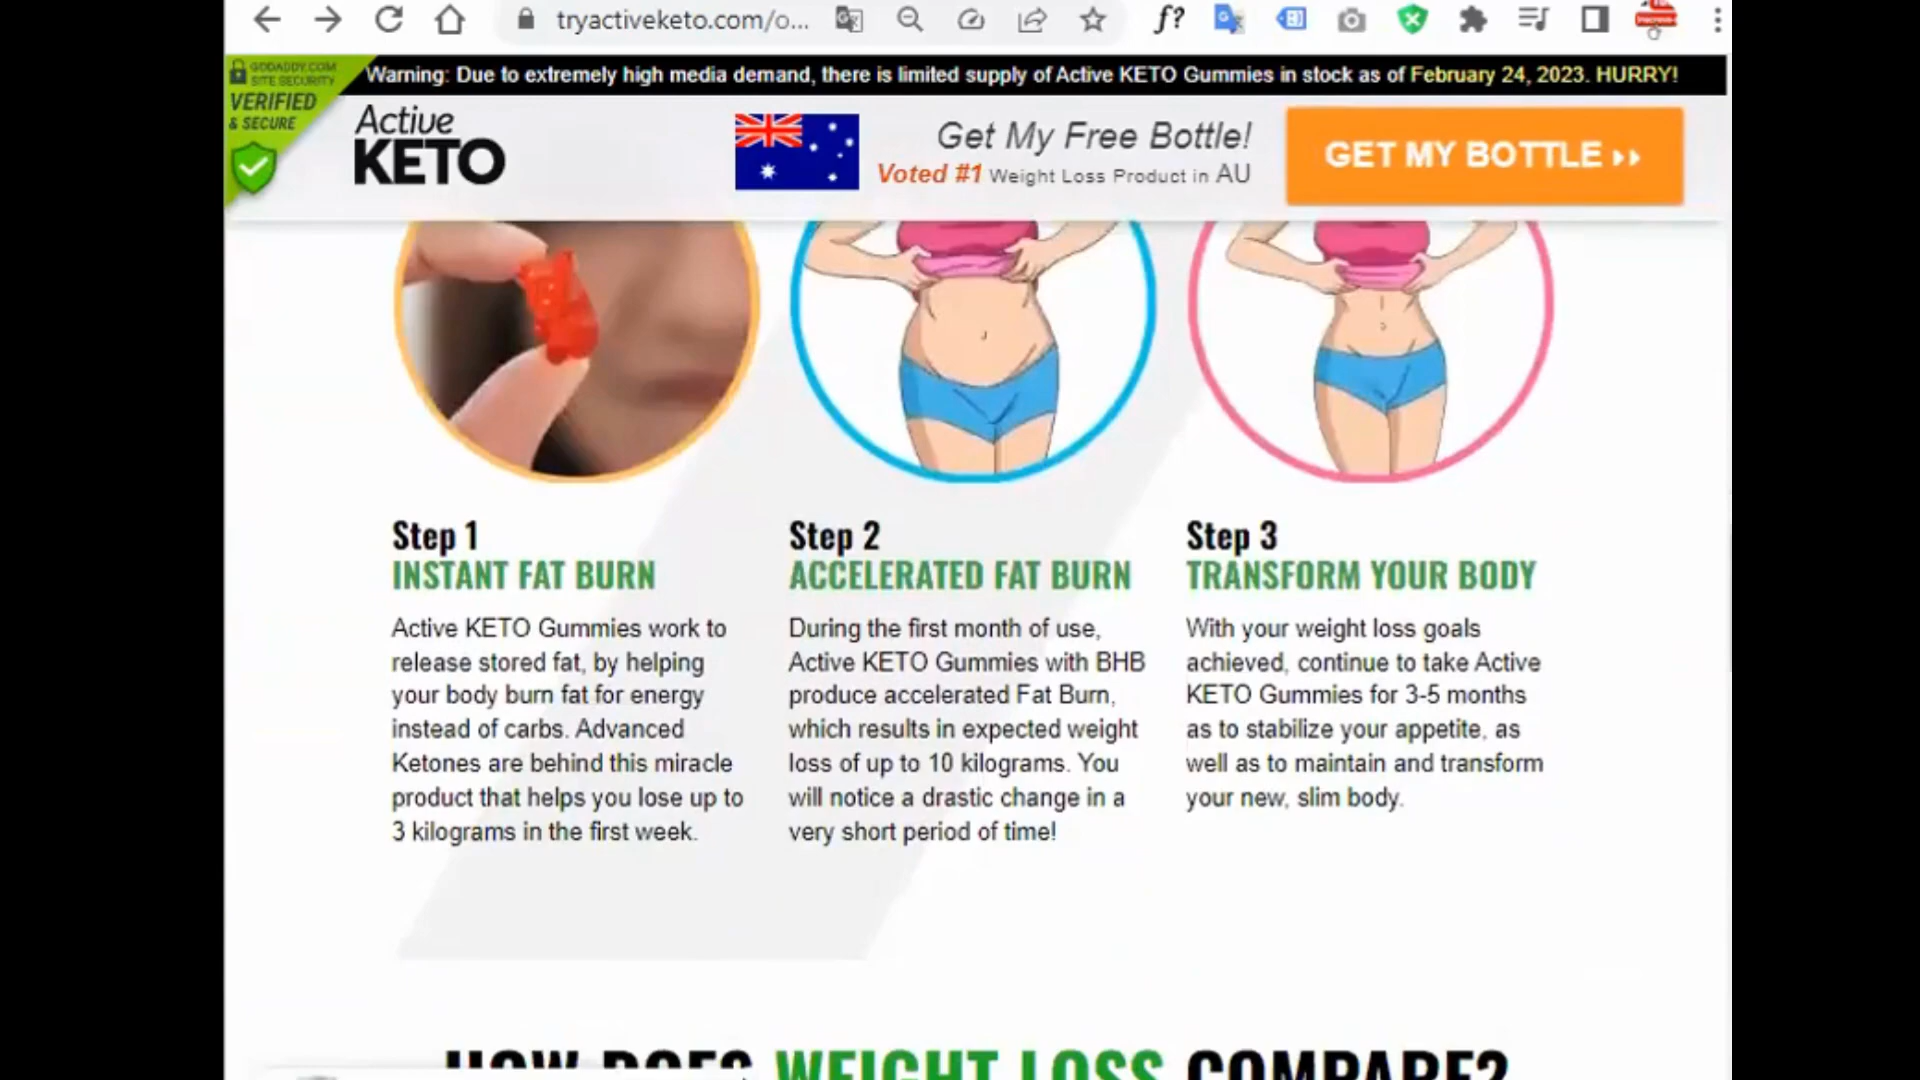 tryactiveketo.com/o...
GODADDY.COM
SITE SECURITY
VERIFIED
& SECURE
Warning: Due to extremely high media demand, there is limited supply of Active KETO Gummies in stock as of February 24, 2023. HURRY!
Active
KETO
Get My Free Bottle!
Voted #1 Weight Loss Product in AU
GET MY BOTTLE
Step 1
INSTANT FAT BURN
Active KETO Gummies work to
release stored fat, by helping
your body burn fat for energy
instead of carbs. Advanced
Ketones are behind this miracle
product that helps you lose up to
3 kilograms in the first week.
Step 2
ACCELERATED FAT BURN
During the first month of use,
Active KETO Gummies with BHB
produce accelerated Fat Burn,
which results in expected weight
loss of up to 10 kilograms. You
will notice a drastic change in a
very short period of time!
Step 3
TRANSFORM YOUR BODY
With your weight loss goals
achieved, continue to take Active
KETO Gummies for 3-5 months
as to stabilize your appetite, as
well as to maintain and transform
your new, slim body.
HOW DOES WEIGHT LOSS COMPARE?